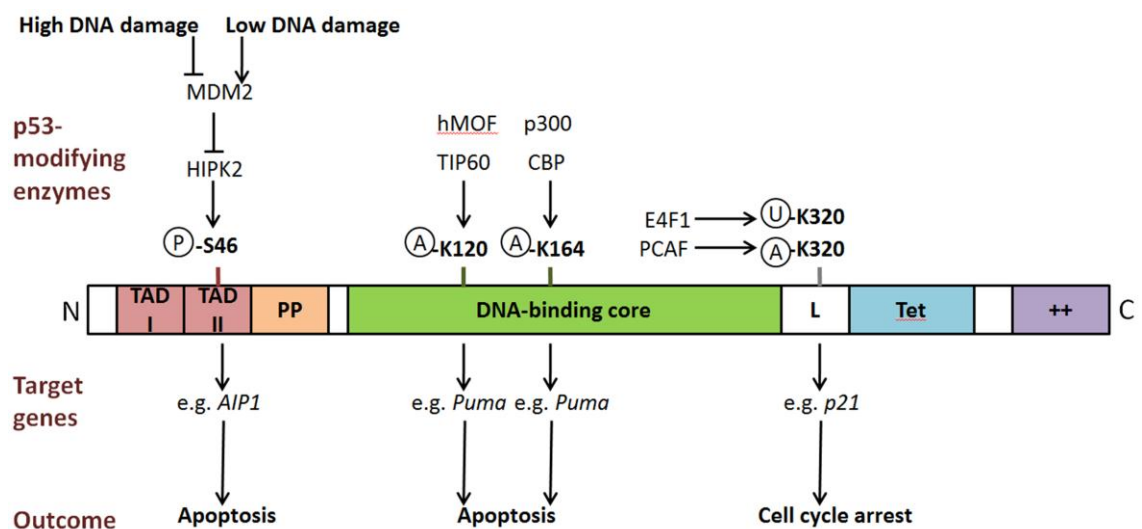 High DNA damage Low DNA damage
MDM2
p53-
modifying
enzymes
hMOF p300
HIPK2 TIP60 CBP
E4F1 U-K320
P-S46 A-K120 A-K164 PCAF A-K320
N TAD I TAD II PP DNA-binding core L Tet ++ C
Target
genes
e.g. AIP1 e.g. Puma e.g. Puma e.g. p21
Outcome Apoptosis Apoptosis Cell cycle arrest